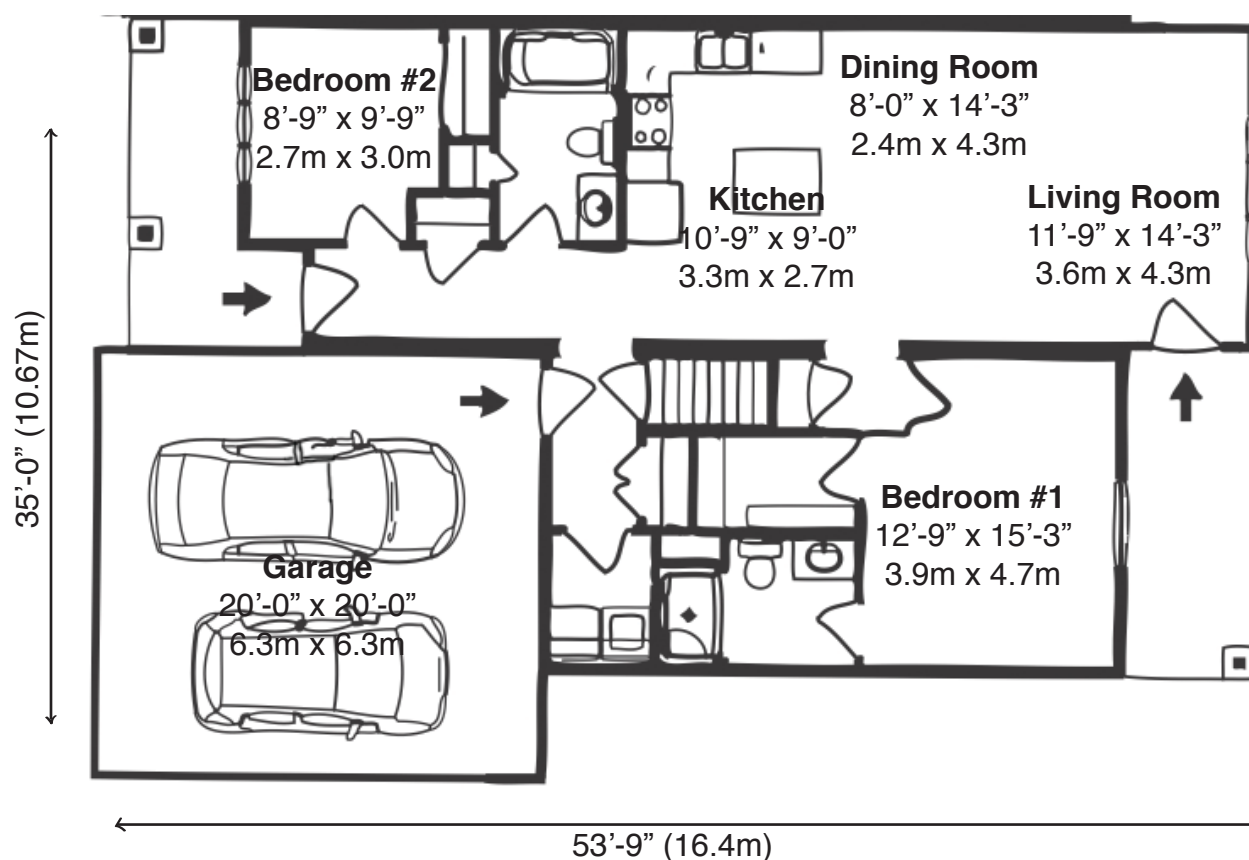 Bedroom #2
8’-9” x 9’-9”
2.7m x 3.0m
Dining Room
8’-0” x 14’-3”
2.4m x 4.3m
Kitchen
10’-9” x 9’-0”
3.3m x 2.7m
Living Room
11’-9” x 14’-3”
3.6m x 4.3m
35’-0” (10.67m)
Bedroom #1
12’-9” x 15’-3”
3.9m x 4.7m
Garage
20’-0” x 20’-0”
6.3m x 6.3m
53’-9” (16.4m)